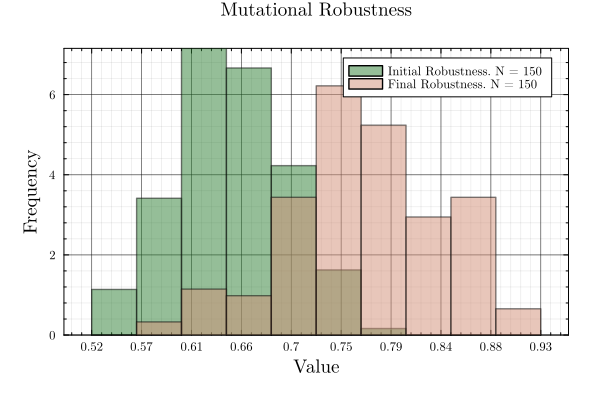 Mutational Robustness
Initial Robustness. N = 150
Final Robustness. N = 150
Frequency
6
4
2
0
0.52 0.57 0.61 0.66 0.7 0.75 0.79 0.84 0.88 0.93
Value